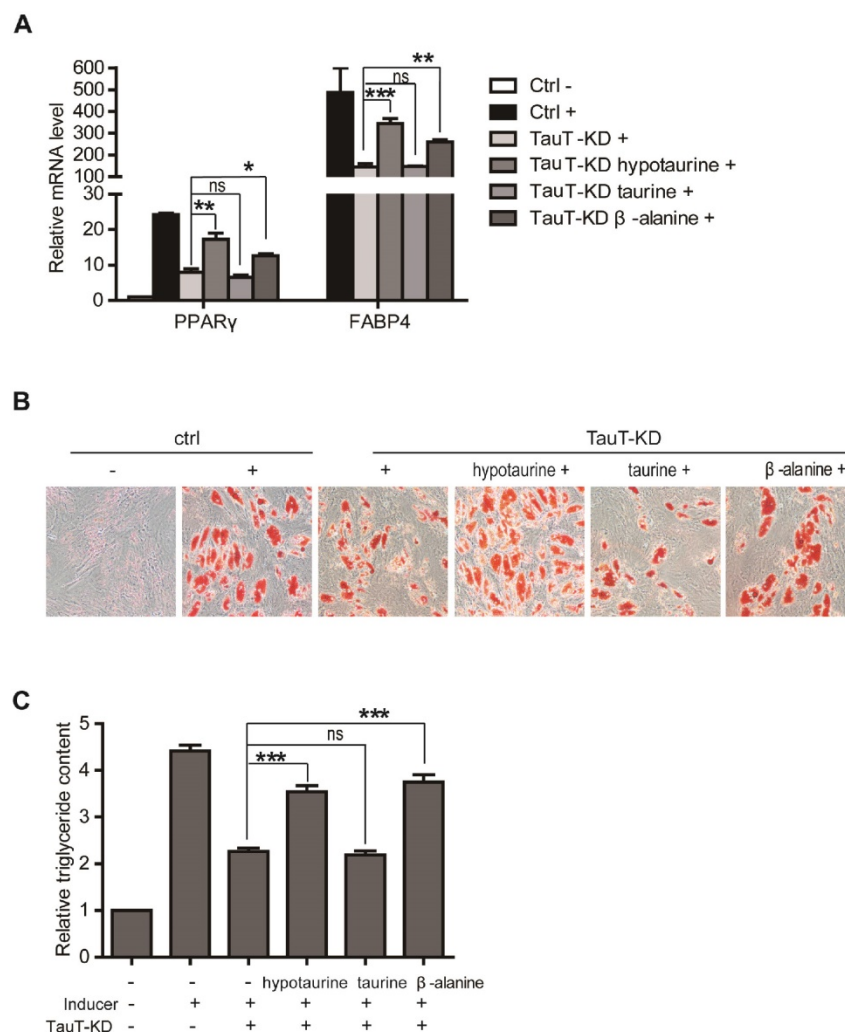 A
Relative mRNA level
600
500
400
300
200
100
30
20
10
0
*
ns
**
**
ns
***
PPARγ
FABP4
Ctrl -
Ctrl +
TauT-KD +
TauT-KD hypotaurine +
TauT-KD taurine +
TauT-KD β-alanine +
B
ctrl
TauT-KD
- + + hypotaurine + taurine + β-alanine +
C
Relative triglyceride content
5
4
3
2
1
0
***
ns
***
- - - hypotaurine taurine β-alanine
Inducer - + + + + +
TauT-KD - - + + + +